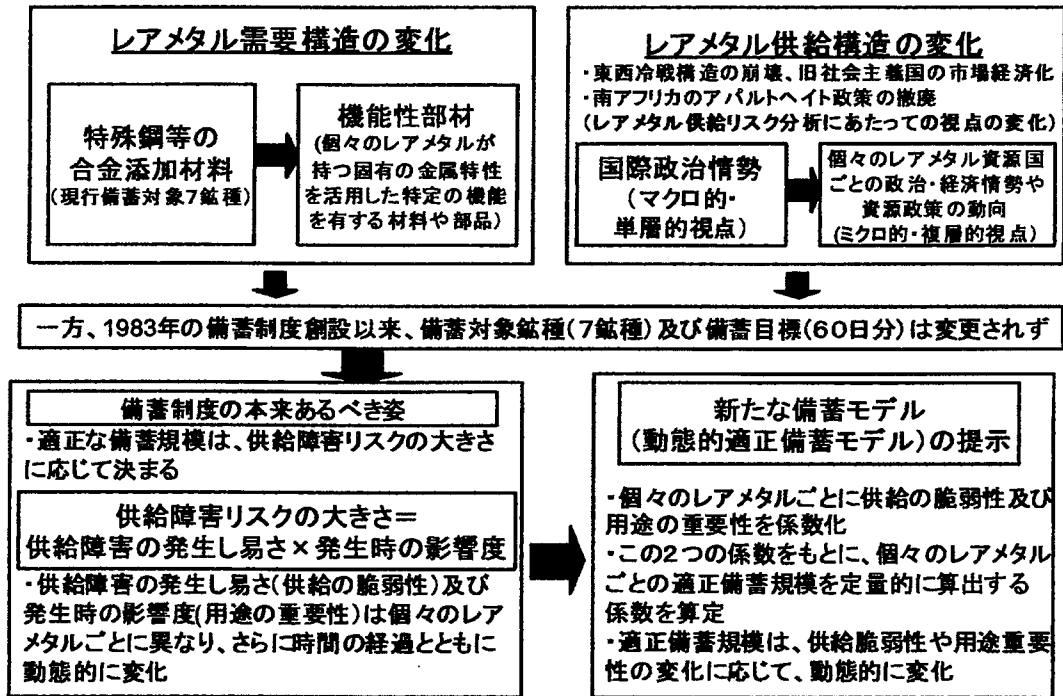 レアメタル需要構造の変化
特殊鋼等の
合金添加材料
(現行備蓄対象7鉱種)
機能性部材
(個々のレアメタルが
持つ固有の金属特性
を活用した特定の機能
を有する材料や部品)
レアメタル供給構造の変化
・東西冷戦構造の崩壊、旧社会主義国の市場経済化
・南アフリカのアパルトヘイト政策の撤廃
(レアメタル供給リスク分析にあたっての視点の変化)
国際政治情勢
(マクロ的・
単層的視点)
個々のレアメタル資源国
ごとの政治・経済情勢や
資源政策の動向
(ミクロ的・複層的視点)
一方、1983年の備蓄制度創設以来、備蓄対象鉱種(7鉱種)及び備蓄目標(60日分)は変更されず
備蓄制度の本来あるべき姿
・適正な備蓄規模は、供給障害リスクの大きさ
に応じて決まる
供給障害リスクの大きさ=
供給障害の発生し易さ×発生時の影響度
・供給障害の発生し易さ(供給の脆弱性)及び
発生時の影響度(用途の重要性)は個々のレア
メタルごとに異なり、さらに時間の経過とともに
動態的に変化
新たな備蓄モデル
(動態的適正備蓄モデル)の提示
・個々のレアメタルごとに供給の脆弱性及び
用途の重要性を係数化
・この2つの係数をもとに、個々のレアメタル
ごとの適正備蓄規模を定量的に算出する
係数を算定
・適正備蓄規模は、供給脆弱性や用途重要
性の変化に応じて、動態的に変化